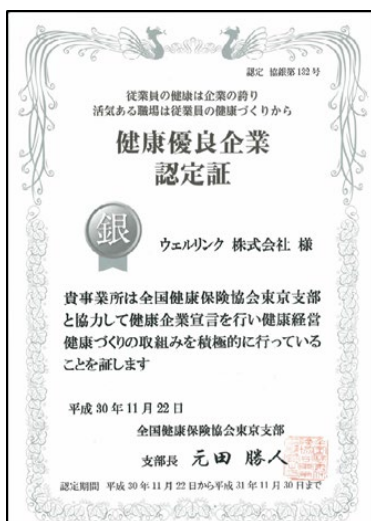 認定 協銀第132号
従業員の健康は企業の誇り
活気ある職場は従業員の健康づくりから
健康優良企業
認定証
銀
ウェルリンク 株式会社 様
貴事業所は全国健康保険協会東京支部
と協力して健康企業宣言を行い健康経営
健康づくりの取組みを積極的に行っている
ことを証します
平成30年11月22日
全国健康保険協会東京支部
支部長 元田 勝人
認定期間 平成30年11月22日から平成31年11月30日まで